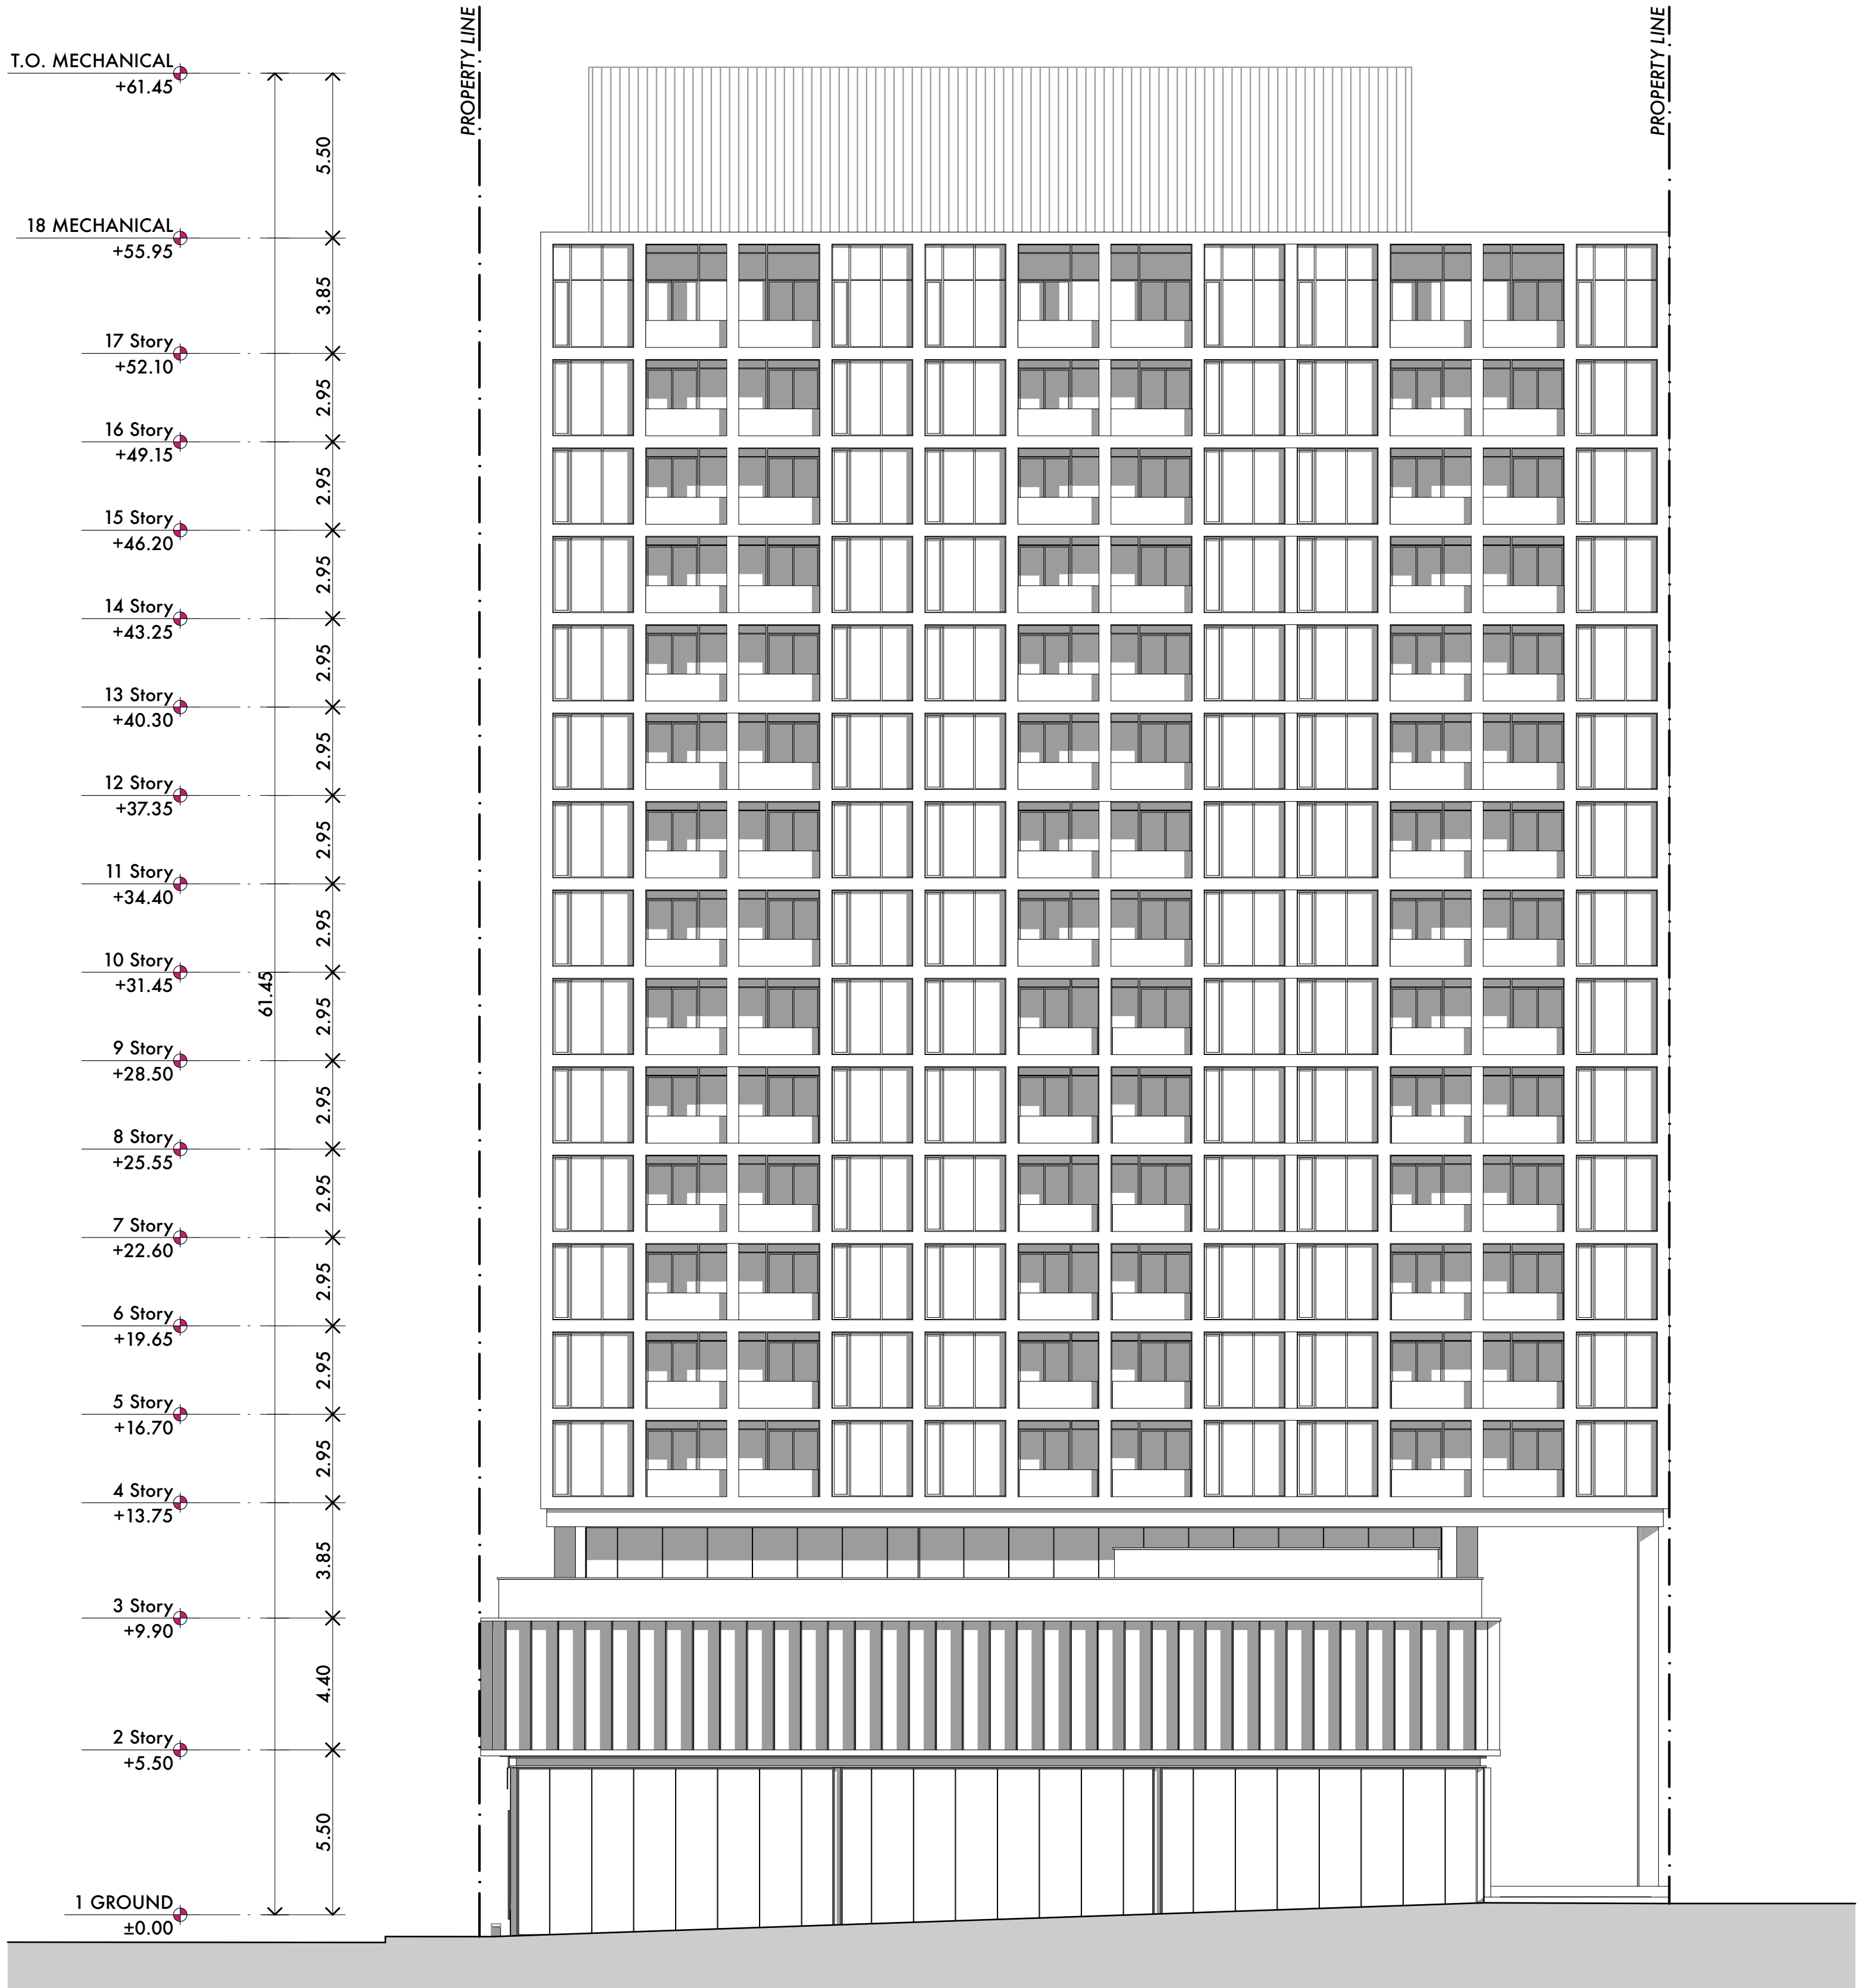 PROPERTY LINE
PROPERTY LINE
T.O. MECHANICAL
+61.45
5.50
18 MECHANICAL
+55.95
3.85
17 Story
+52.10
2.95
16 Story
+49.15
2.95
15 Story
+46.20
2.95
14 Story
+43.25
2.95
13 Story
+40.30
2.95
12 Story
+37.35
2.95
11 Story
+34.40
2.95
10 Story
+31.45
61.45
2.95
9 Story
+28.50
2.95
8 Story
+25.55
2.95
7 Story
+22.60
2.95
6 Story
+19.65
2.95
5 Story
+16.70
2.95
4 Story
+13.75
3.85
3 Story
+9.90
4.40
2 Story
+5.50
5.50
1 GROUND
±0.00